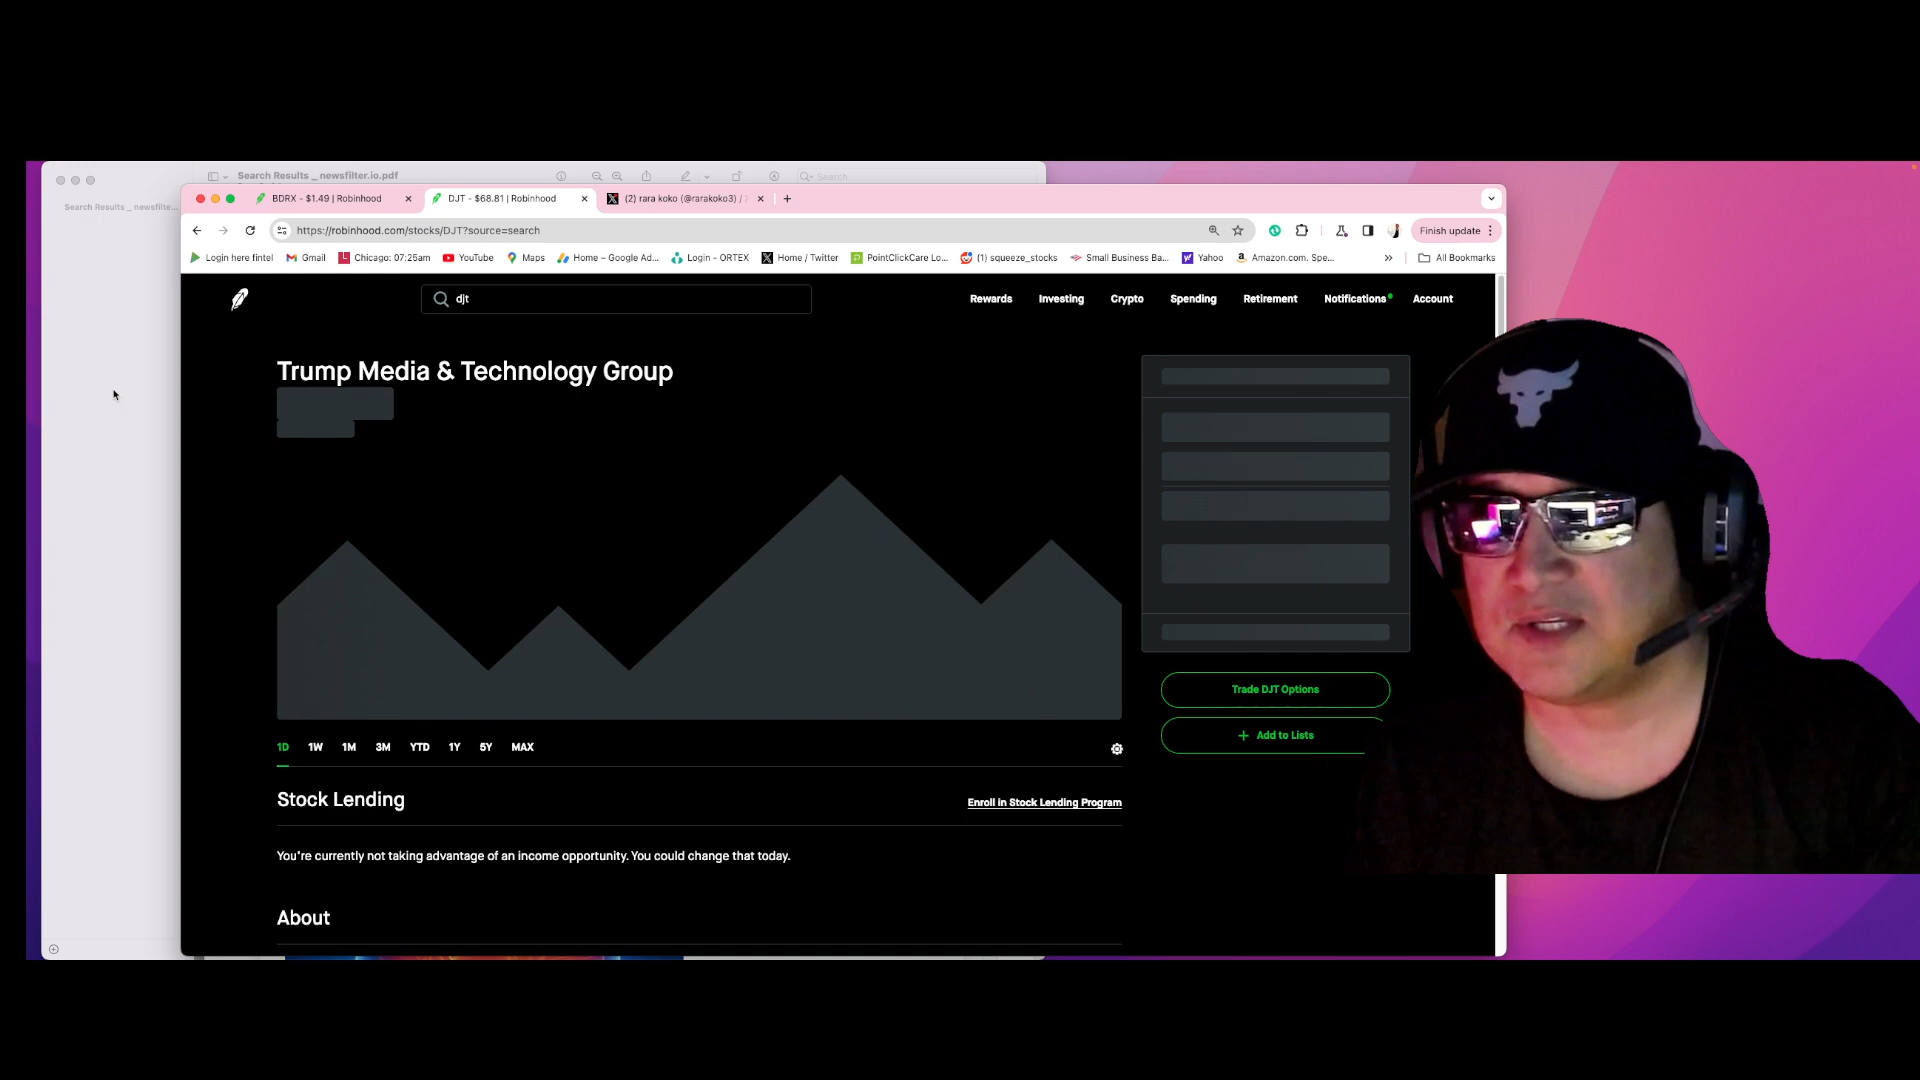 Search Results _ newsfilter.io.pdf
Search
Search Results _ newsfilte...
BDRX - $1.49 | Robinhood
DJT - $68.81 | Robinhood
(2) rara koko (@rarakoko3) /
https://robinhood.com/stocks/DJT?source=search
Finish update
Login here fintel
Gmail
Chicago: 07:25am
YouTube
Maps
Home – Google Ad...
Login - ORTEX
Home / Twitter
PointClickCare Lo...
(1) squeeze_stocks
Small Business Ba...
Yahoo
Amazon.com. Spe...
All Bookmarks
djt
Rewards
Investing
Crypto
Spending
Retirement
Notifications
Account
Trump Media & Technology Group
Trade DJT Options
+ Add to Lists
1D 1W 1M 3M YTD 1Y 5Y MAX
Stock Lending
Enroll in Stock Lending Program
You're currently not taking advantage of an income opportunity. You could change that today.
About